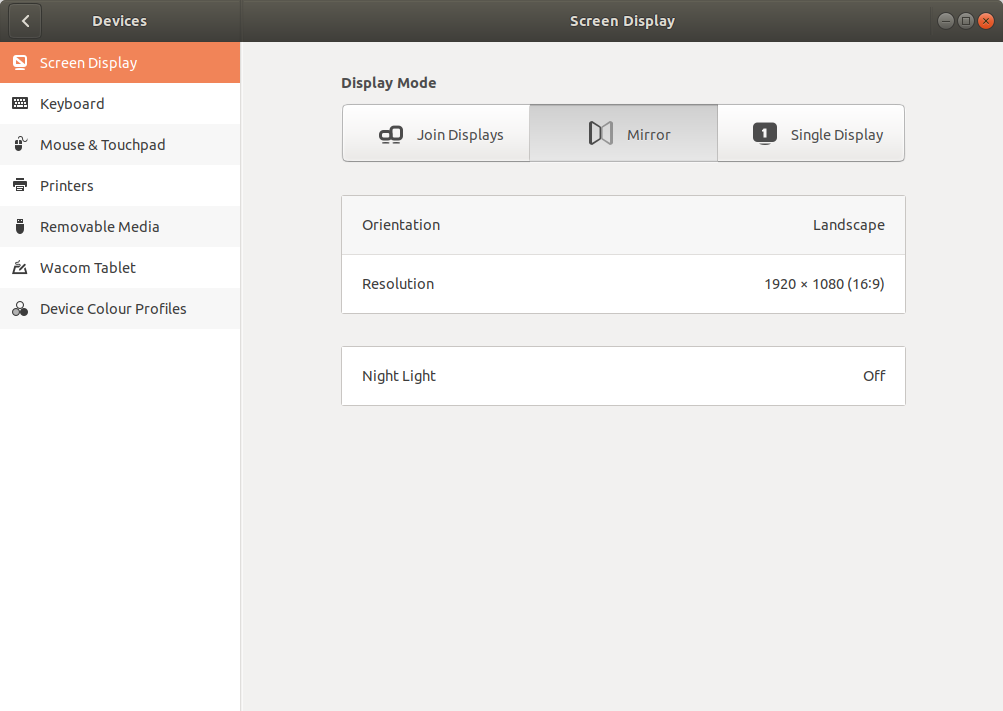 Devices
Screen Display
Screen Display
Keyboard
Mouse & Touchpad
Printers
Removable Media
Wacom Tablet
Device Colour Profiles
Display Mode
Join Displays
Mirror
1
Single Display
Orientation
Landscape
Resolution
1920 × 1080 (16∶9)
Night Light
Off